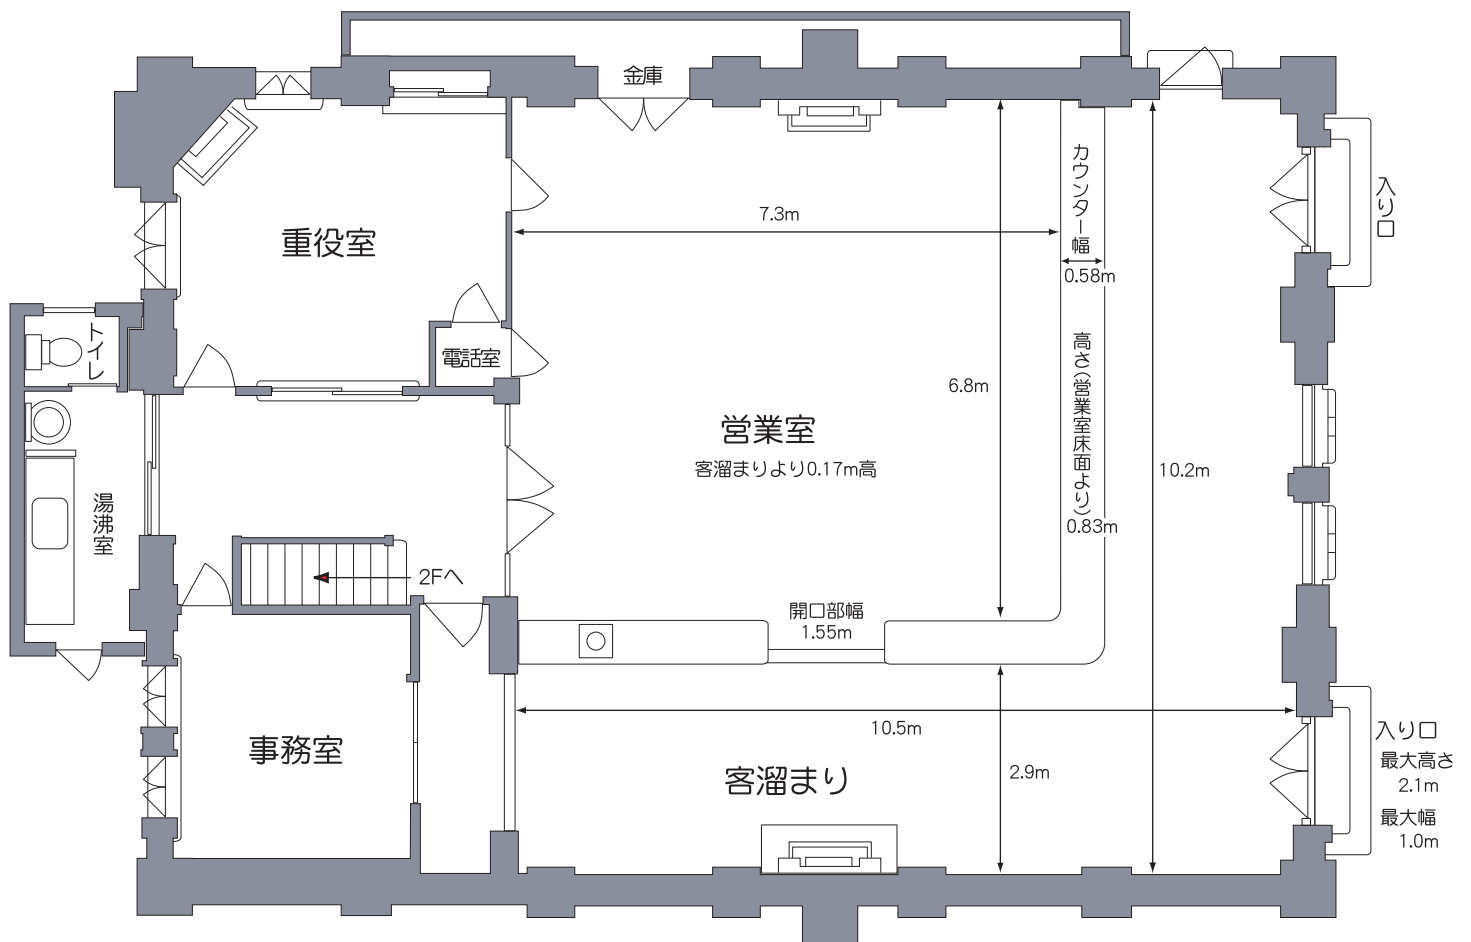 金庫
カウンター幅
0.58m
入り口
7.3m
重役室
トイレ
電話室
6.8m
高さ(営業室床面より)
0.83m
営業室
客溜まりより0.17m高
10.2m
湯沸室
2Fへ
開口部幅
1.55m
10.5m
事務室
客溜まり
2.9m
入り口
最大高さ
2.1m
最大幅
1.0m